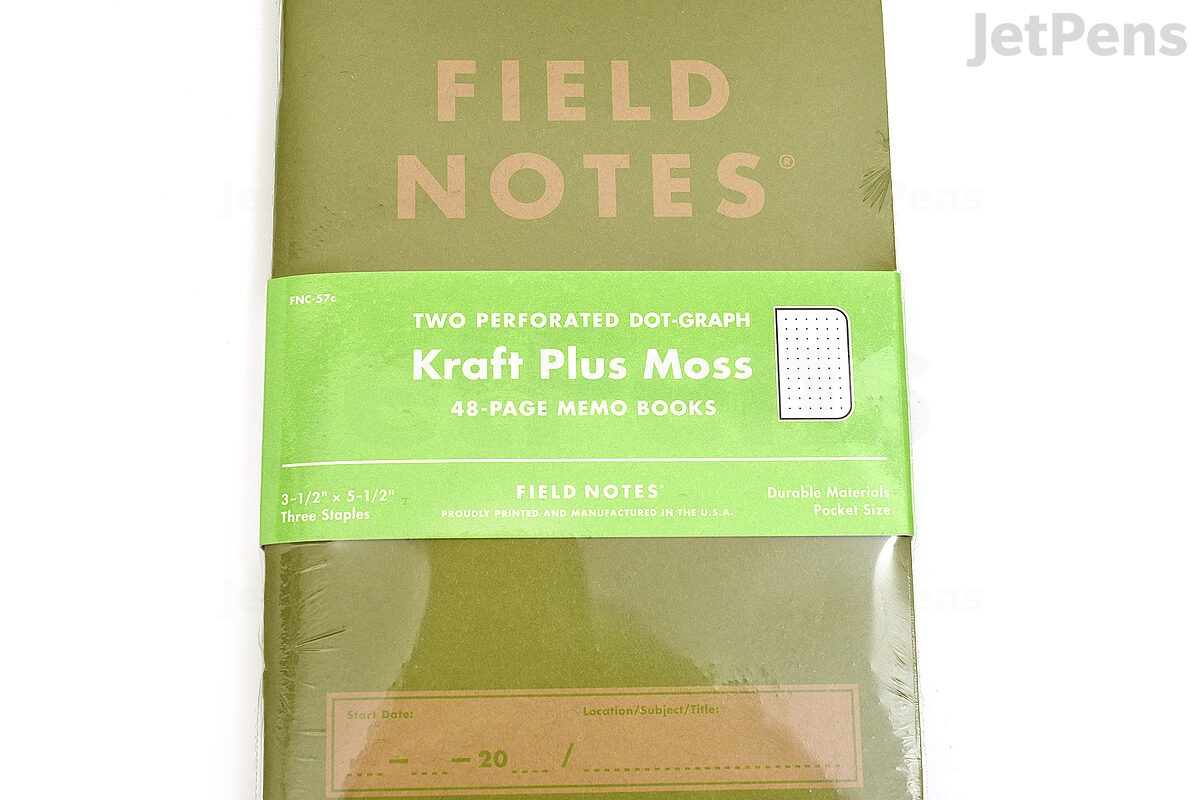 JetPens
FIELD
NOTES®
FNC-57c
TWO PERFORATED DOT-GRAPH
Kraft Plus Moss
48-PAGE MEMO BOOKS
3-1/2" × 5-1/2"
Three Staples
FIELD NOTES®
PROUDLY PRINTED AND MANUFACTURED IN THE U.S.A.
Durable Materials
Pocket Size
Start Date:
Location/Subject/Title:
— — 20 /